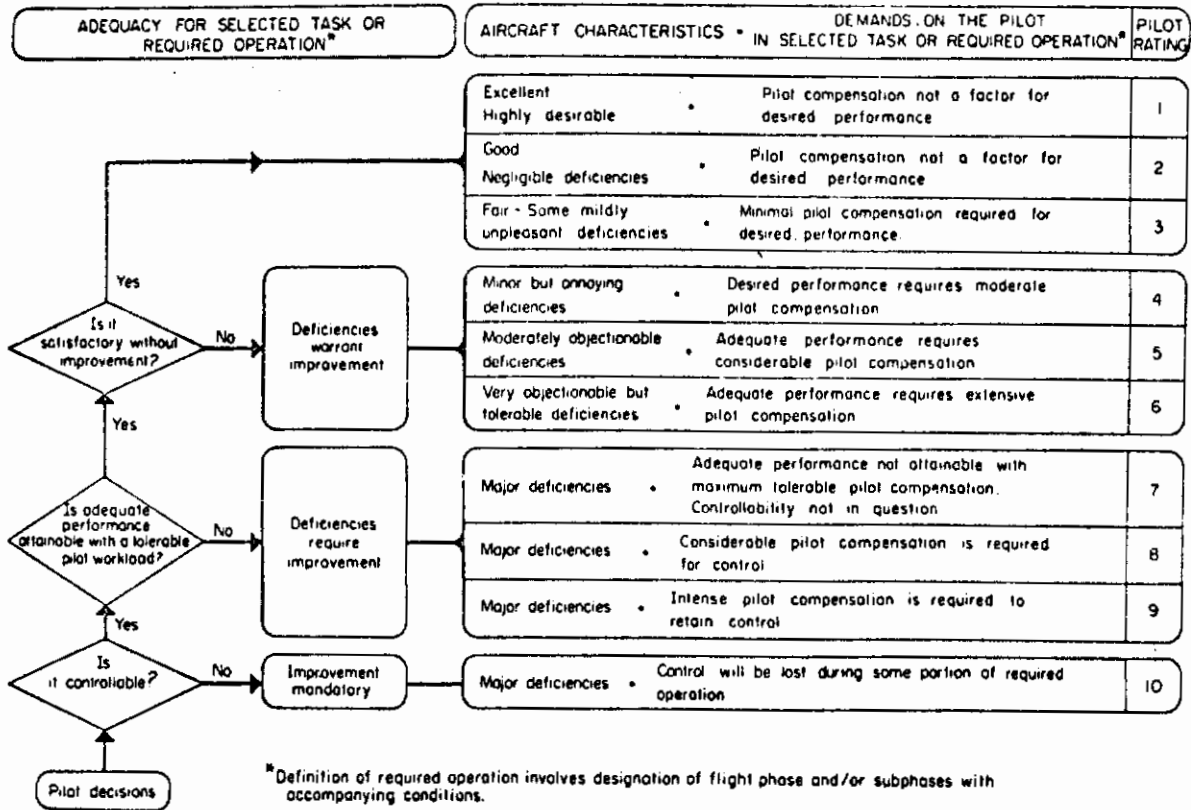 ADEQUACY FOR SELECTED TASK OR
REQUIRED OPERATION*
AIRCRAFT CHARACTERISTICS •
DEMANDS. ON THE PILOT
IN SELECTED TASK OR REQUIRED OPERATION*
PILOT
RATING
Excellent
Highly desirable
•
Pilot compensation not a factor for
desired performance
1
Good
Negligible deficiencies
•
Pilot compensation not a factor for
desired performance
2
Fair - Some mildly
unpleasant deficiencies
•
Minimal pilot compensation required for
desired. performance.
3
Yes
Is it
satisfactory without
improvement?
No
Deficiencies
warrant
improvement
Minor but annoying
deficiencies
•
Desired performance requires moderate
pilot compensation
4
Moderately objectionable
deficiencies
•
Adequate performance requires
considerable pilot compensation
5
Very objectionable but
tolerable deficiencies
•
Adequate performance requires extensive
pilot compensation
6
Yes
Is adequate
performance
attainable with a tolerable
pilot workload?
No
Deficiencies
require
improvement
Major deficiencies
•
Adequate performance not attainable with
maximum tolerable pilot compensation.
Controllability not in question
7
Major deficiencies
•
Considerable pilot compensation is required
for control
8
Major deficiencies
•
Intense pilot compensation is required to
retain control
9
Yes
Is
it controllable?
No
Improvement
mandatory
Major deficiencies
•
Control will be lost during some portion of required
operation
10
Pilot decisions
*Definition of required operation involves designation of flight phase and/or subphases with
accompanying conditions.